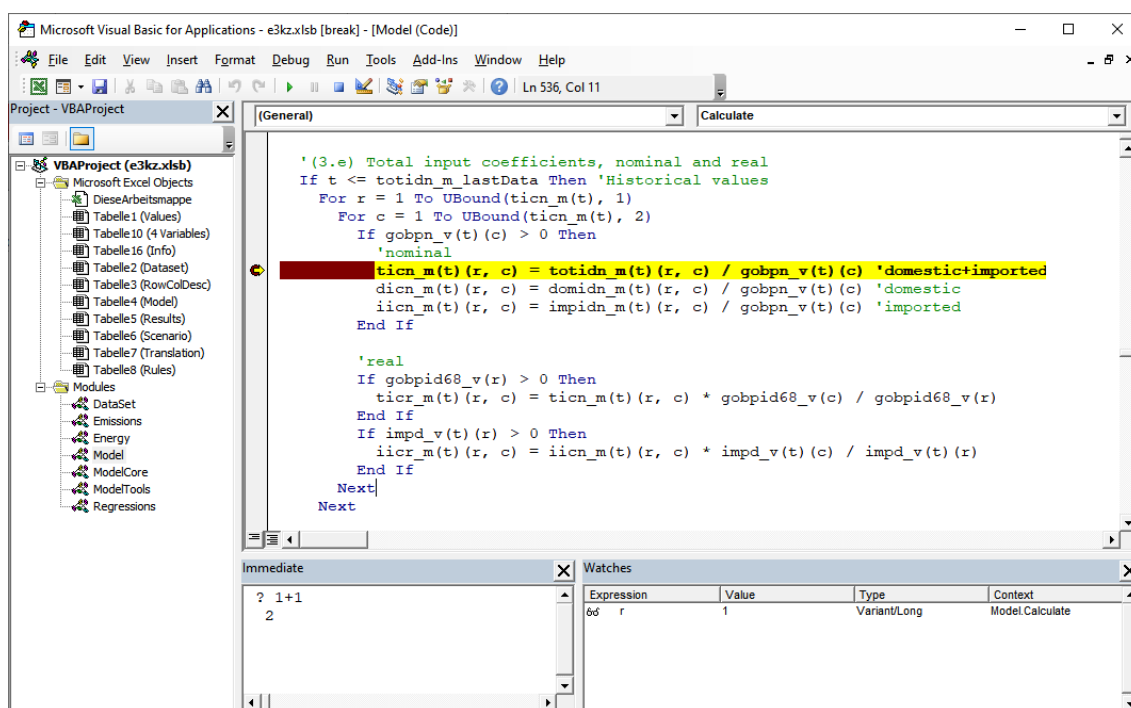 Microsoft Visual Basic for Applications - e3kz.xlsb [break] - [Model (Code)]
File Edit View Insert Format Debug Run Tools Add-Ins Window Help
Ln 536, Col 11
Project - VBAProject
VBAProject (e3kz.xlsb)
Microsoft Excel Objects
DieseArbeitsmappe
Tabelle1 (Values)
Tabelle10 (4 Variables)
Tabelle16 (Info)
Tabelle2 (Dataset)
Tabelle3 (RowColDesc)
Tabelle4 (Model)
Tabelle5 (Results)
Tabelle6 (Scenario)
Tabelle7 (Translation)
Tabelle8 (Rules)
Modules
DataSet
Emissions
Energy
Model
ModelCore
ModelTools
Regressions
(General) Calculate
'(3.e) Total input coefficients, nominal and real
If t <= totidn_m_lastData Then 'Historical values
For r = 1 To UBound(ticn_m(t), 1)
For c = 1 To UBound(ticn_m(t), 2)
If gobpn_v(t)(c) > 0 Then
'nominal
ticn_m(t)(r, c) = totidn_m(t)(r, c) / gobpn_v(t)(c) 'domestic+imported
dicn_m(t)(r, c) = domidn_m(t)(r, c) / gobpn_v(t)(c) 'domestic
iicn_m(t)(r, c) = impidn_m(t)(r, c) / gobpn_v(t)(c) 'imported
End If
'real
If gobpid68_v(r) > 0 Then
ticr_m(t)(r, c) = ticn_m(t)(r, c) * gobpid68_v(c) / gobpid68_v(r)
End If
If impd_v(t)(r) > 0 Then
iicr_m(t)(r, c) = iicn_m(t)(r, c) * impd_v(t)(c) / impd_v(t)(r)
End If
Next
Next
Immediate
? 1+1
2
Watches
Expression Value Type Context
r 1 Variant/Long Model.Calculate